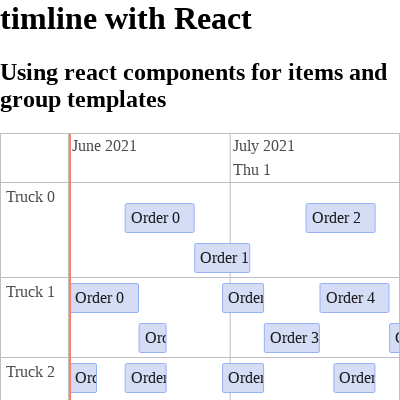 timline with React
Using react components for items and
group templates
June 2021
July 2021
Thu 1
Truck 0
Order 0
Order 2
Order 1
Truck 1
Order 0
Order
Order 4
Or
Order 3
Truck 2
Ord
Order
Order
Order